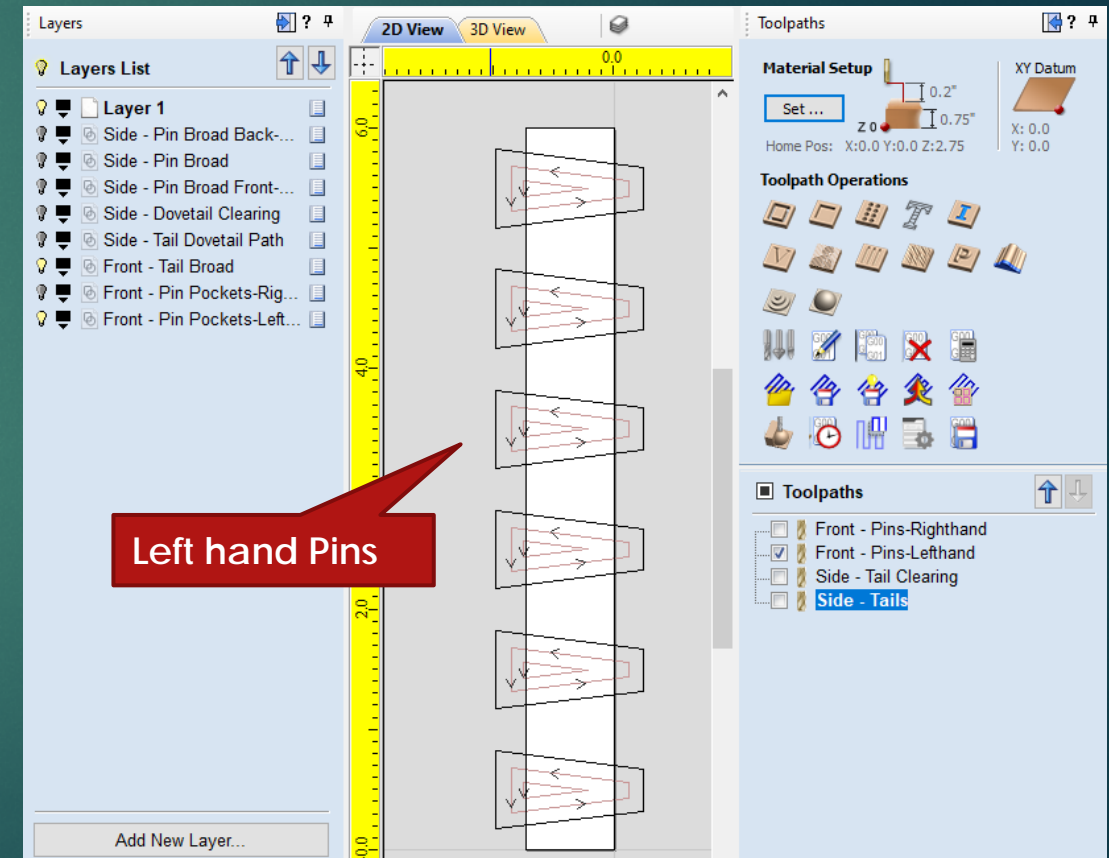 Layers
?
Layers List
Layer 1
Side - Pin Broad Back-...
Side - Pin Broad
Side - Pin Broad Front-...
Side - Dovetail Clearing
Side - Tail Dovetail Path
Front - Tail Broad
Front - Pin Pockets-Rig...
Front - Pin Pockets-Left...
Add New Layer...
2D View
3D View
0.0
6.0
4.0
2.0
0.0
Left hand Pins
Toolpaths
?
Material Setup
XY Datum
Set ...
0.2"
0.75"
Z 0
X: 0.0
Y: 0.0
Home Pos: X:0.0 Y:0.0 Z:2.75
Toolpath Operations
Toolpaths
Front - Pins-Righthand
Front - Pins-Lefthand
Side - Tail Clearing
Side - Tails